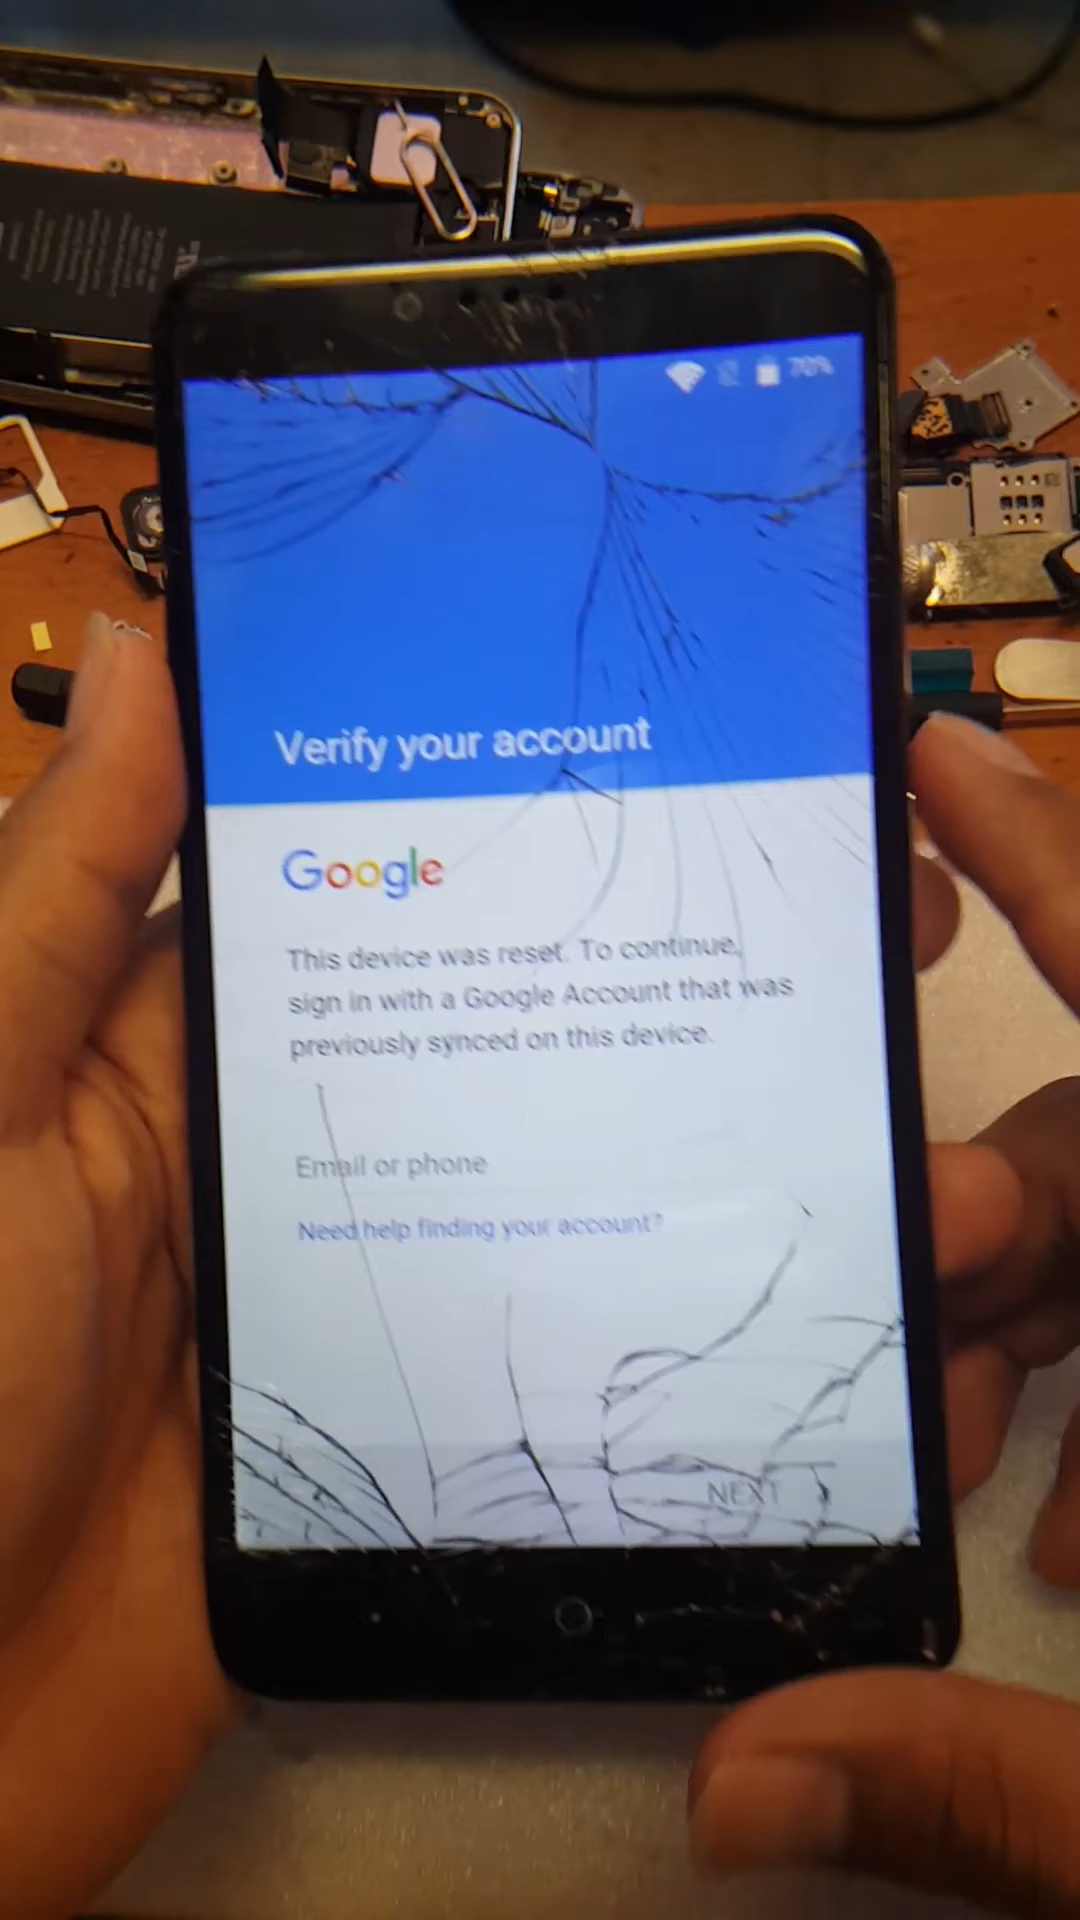 70%
Verify your account
Google
This device was reset. To continue,
sign in with a Google Account that was
previously synced on this device.
Email or phone
Need help finding your account?
NEXT